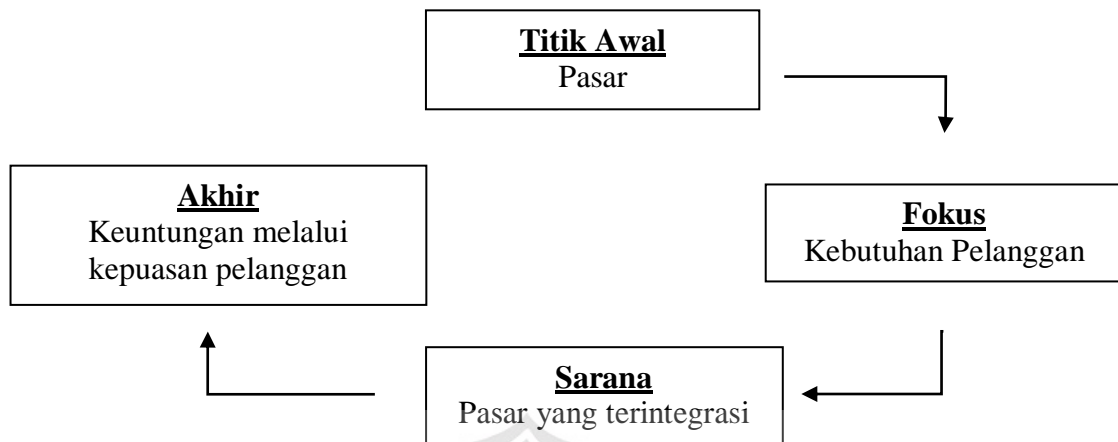 Titik Awal
Pasar
Fokus
Kebutuhan Pelanggan
Sarana
Pasar yang terintegrasi
Akhir
Keuntungan melalui
kepuasan pelanggan